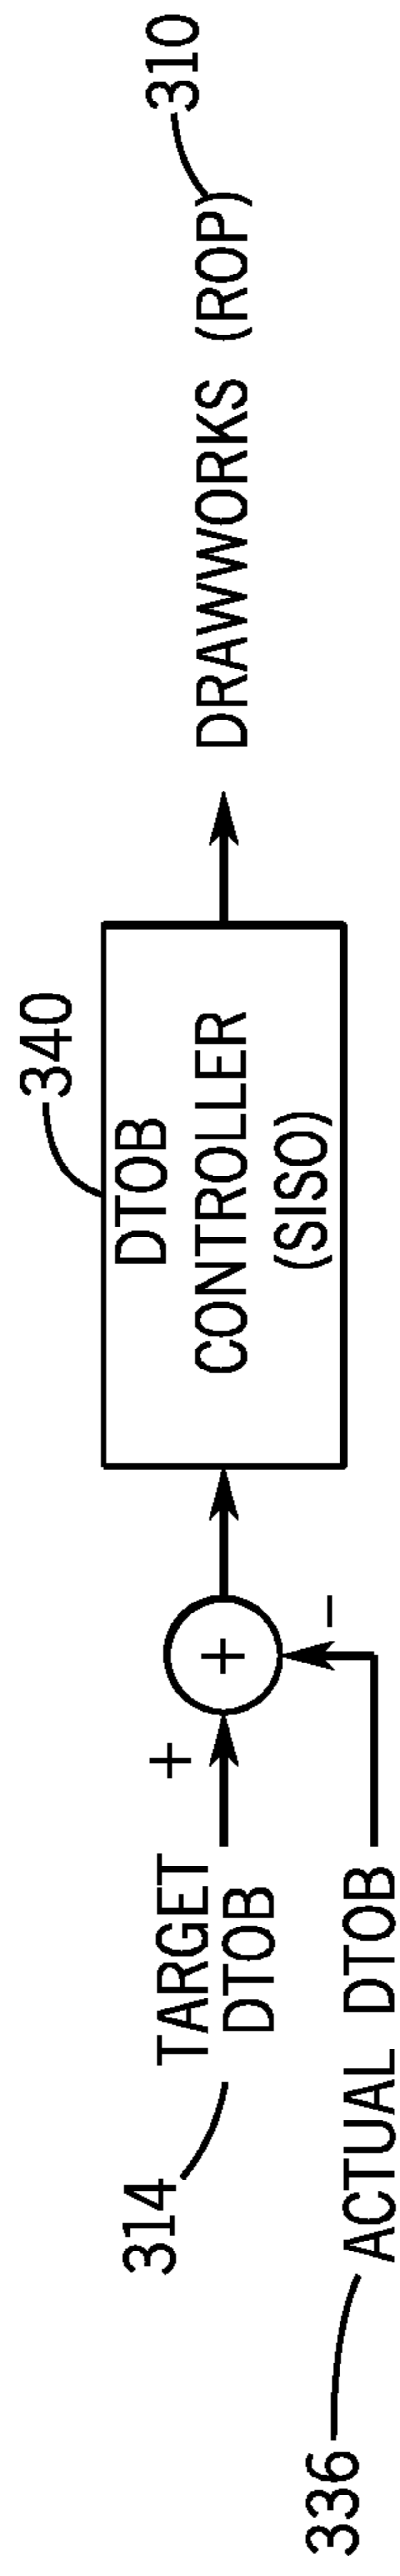 314
TARGET
DTOB
+
336
ACTUAL DTOB
-
+
340
DTOB
CONTROLLER
(SISO)
DRAWWORKS (ROP)
310